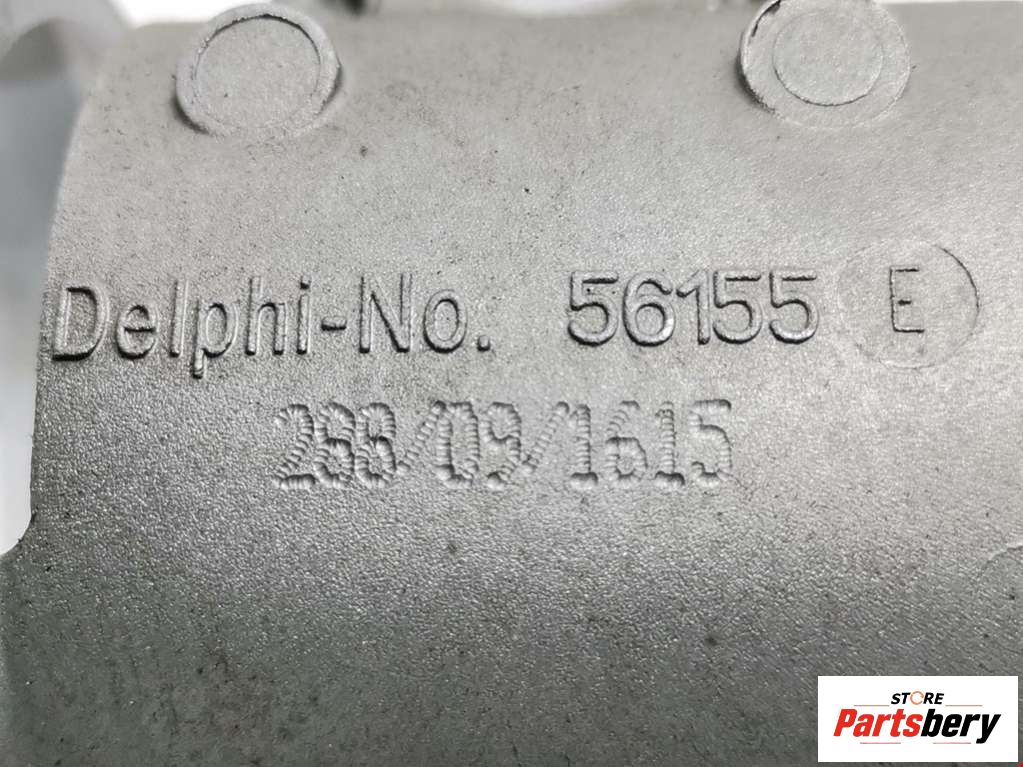 Delphi-No. 56155 E
288/09/1615
STORE
Partsbery